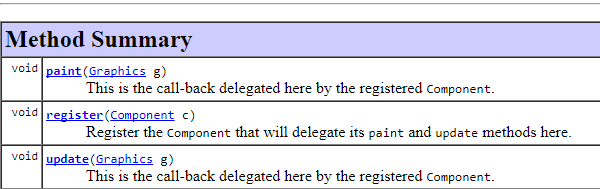 Method Summary
void paint(Graphics g)
This is the call-back delegated here by the registered Component.
void register(Component c)
Register the Component that will delegate its paint and update methods here.
void update(Graphics g)
This is the call-back delegated here by the registered Component.